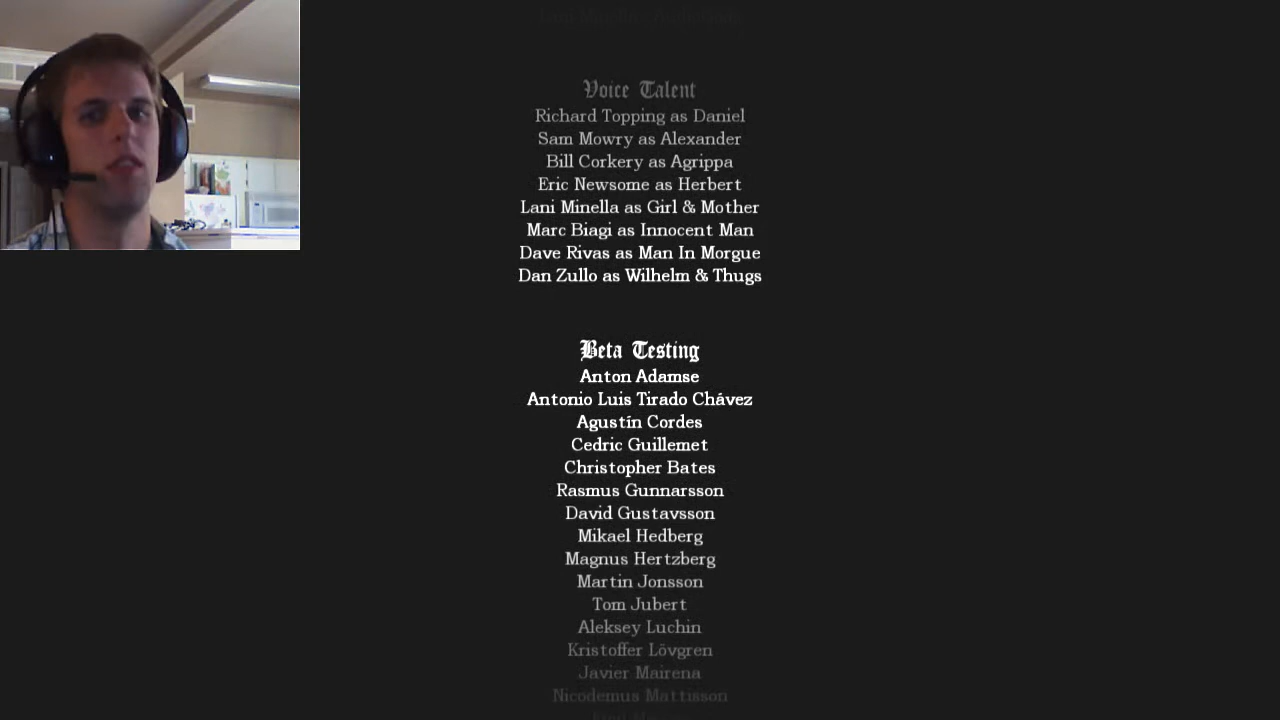 Voice Talent
Richard Topping as Daniel
Sam Mowry as Alexander
Bill Corkery as Agrippa
Eric Newsome as Herbert
Lani Minella as Girl & Mother
Marc Biagi as Innocent Man
Dave Rivas as Man In Morgue
Dan Zullo as Wilhelm & Thugs
Beta Testing
Anton Adamse
Antonio Luis Tirado Chávez
Agustín Cordes
Cedric Guillemet
Christopher Bates
Rasmus Gunnarsson
David Gustavsson
Mikael Hedberg
Magnus Hertzberg
Martin Jonsson
Tom Jubert
Aleksey Luchin
Kristoffer Lövgren
Javier Mairena
Nicodemus Mattisson